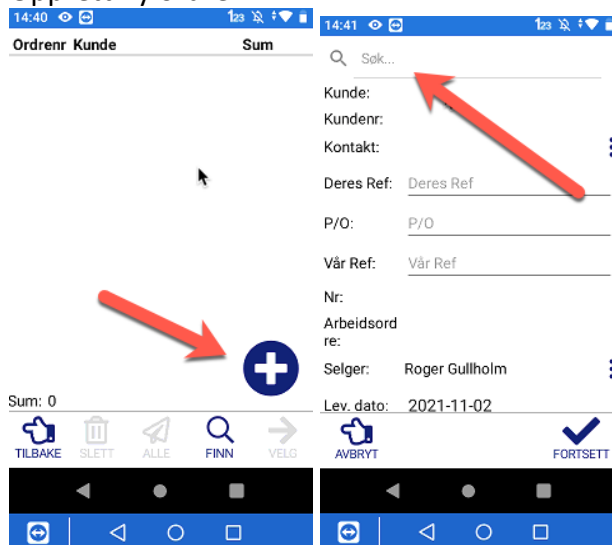 14:40
123
Ordrenr Kunde Sum
Sum: 0
TILBAKE SLETT ALLE FINN VELG
14:41
123
Søk...
Kunde:
Kundenr:
Kontakt:
Deres Ref: Deres Ref
P/O: P/O
Vår Ref: Vår Ref
Nr:
Arbeidsord
re:
Selger: Roger Gullholm
Lev. dato: 2021-11-02
AVBRYT FORTSETT